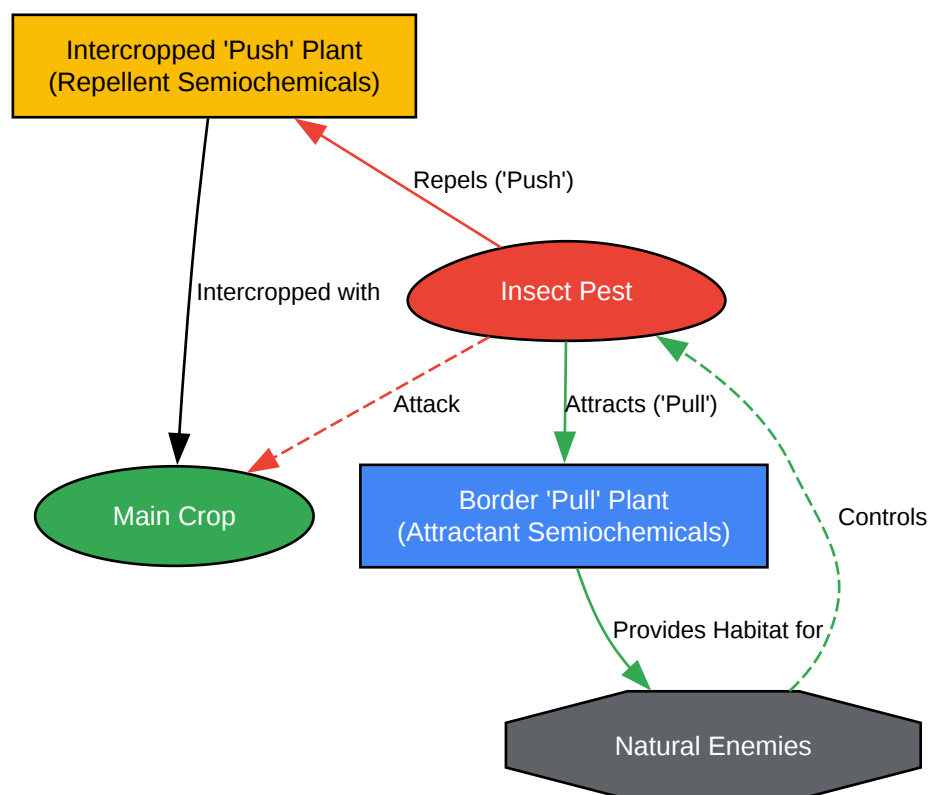 Intercropped 'Push' Plant
(Repellent Semiochemicals)
Repels ('Push')
Intercropped with
Insect Pest
Attack
Attracts ('Pull')
Main Crop
Border 'Pull' Plant
(Attractant Semiochemicals)
Controls
Provides Habitat for
Natural Enemies